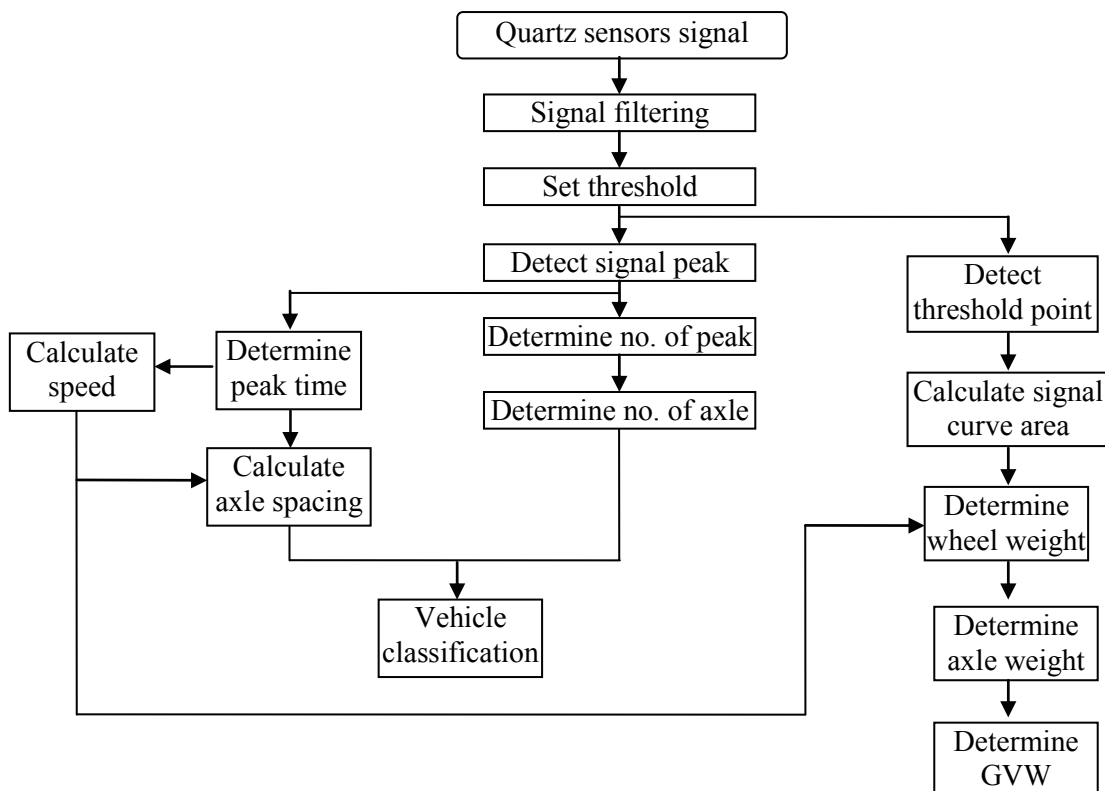 Quartz sensors signal
Signal filtering
Set threshold
Detect signal peak
Detect
threshold point
Determine no. of peak
Calculate
speed
Determine
peak time
Calculate signal
curve area
Determine no. of axle
Calculate
axle spacing
Determine
wheel weight
Vehicle
classification
Determine
axle weight
Determine
GVW